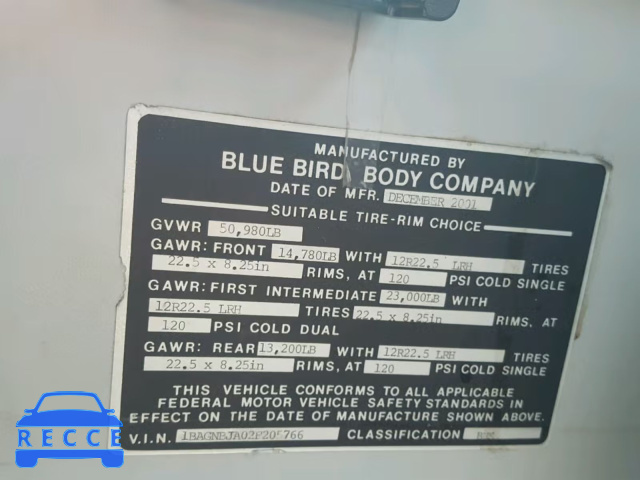 MANUFACTURED BY
BLUE BIRD BODY COMPANY
DATE OF MFR. DECEMBER 2001
SUITABLE TIRE-RIM CHOICE
GVWR 50,980LB
GAWR: FRONT 14,780LB WITH 12R22.5 LRH TIRES
22.5 x 8.25in RIMS, AT 120 PSI COLD SINGLE
GAWR: FIRST INTERMEDIATE 23,000LB WITH
12R22.5 LRH TIRES 22.5 x 8.25in RIMS, AT
120 PSI COLD DUAL
GAWR: REAR 13,200LB WITH 12R22.5 LRH TIRES
22.5 x 8.25in RIMS, AT 120 PSI COLD SINGLE
THIS VEHICLE CONFORMS TO ALL APPLICABLE
FEDERAL MOTOR VEHICLE SAFETY STANDARDS IN
EFFECT ON THE DATE OF MANUFACTURE SHOWN ABOVE.
V.I.N. 1BAGNBJA02F205766 CLASSIFICATION BUS
RECCE